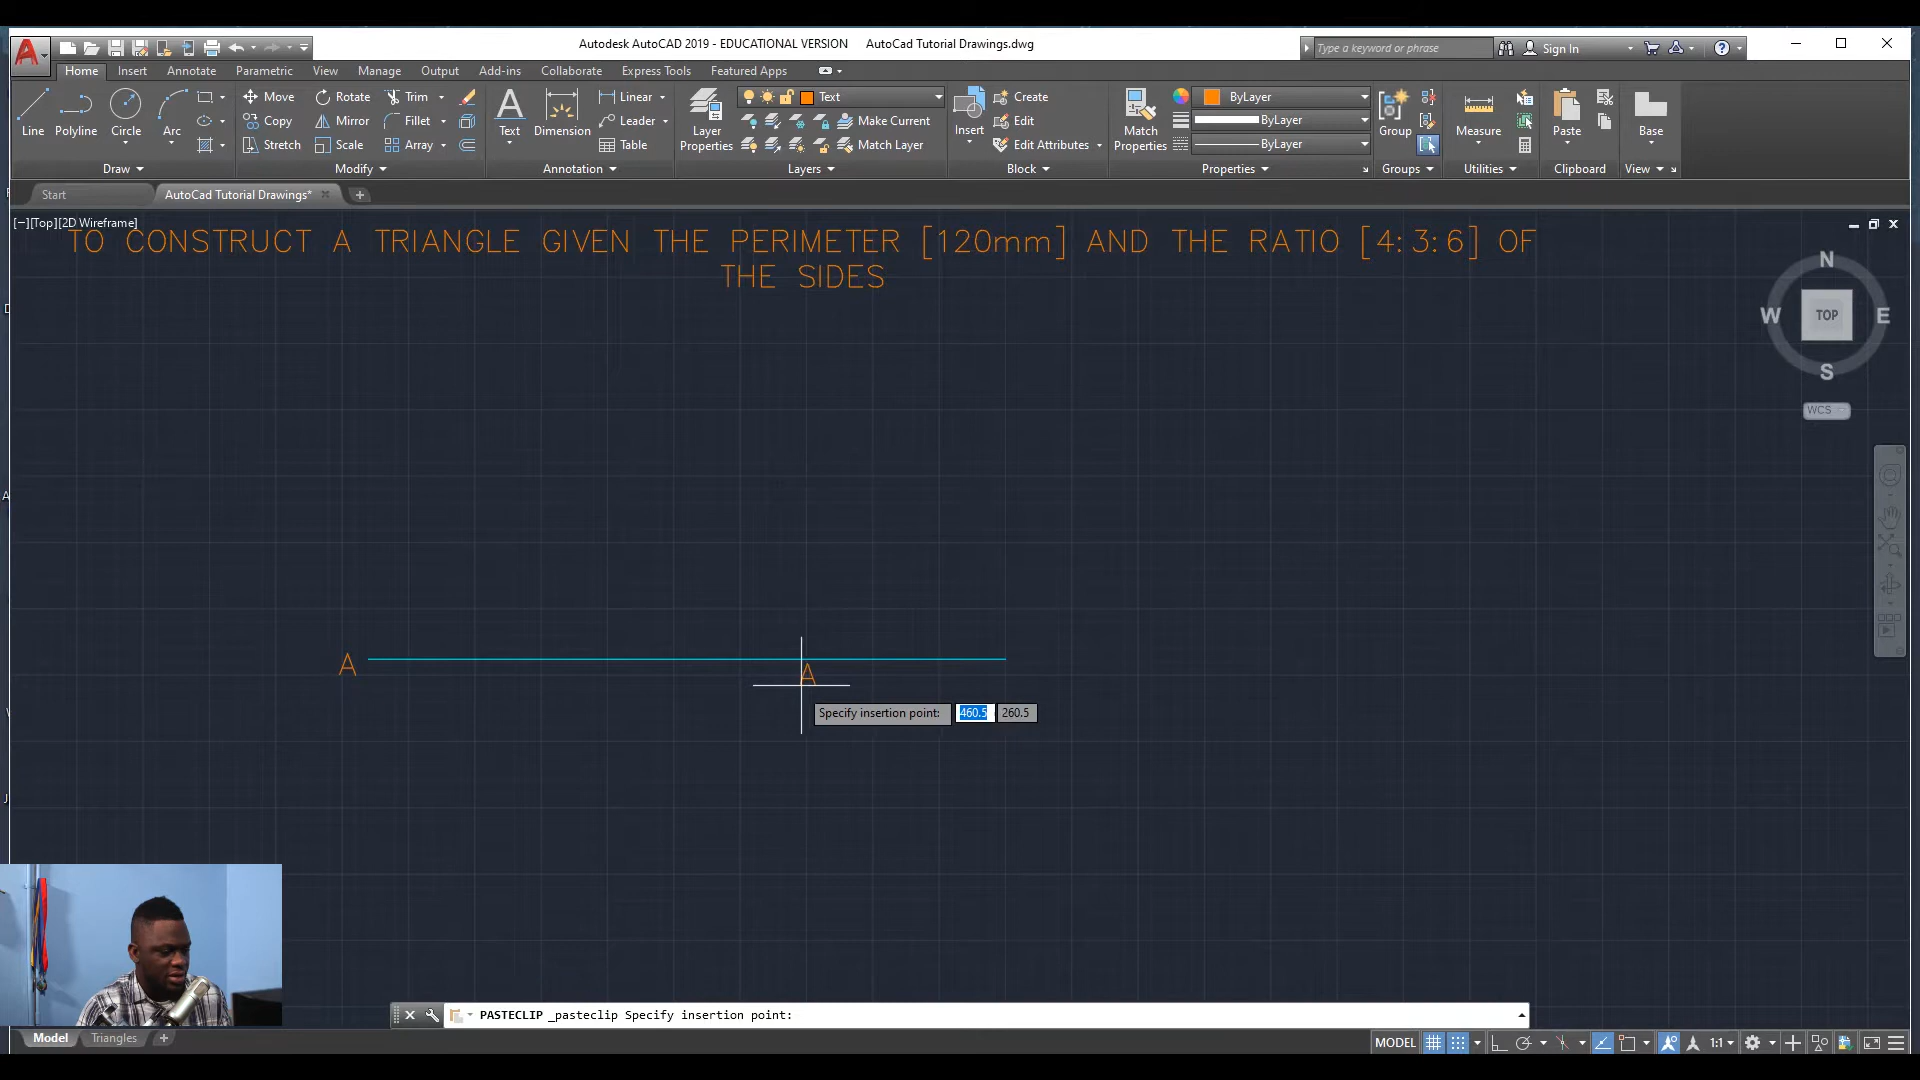 Autodesk AutoCAD 2019 - EDUCATIONAL VERSION AutoCad Tutorial Drawings.dwg
Type a keyword or phrase
Sign In
Home Insert Annotate Parametric View Manage Output Add-ins Collaborate Express Tools Featured Apps
Line Polyline Circle Arc
Move Rotate Trim
Copy Mirror Fillet
Stretch Scale Array
Text Dimension
Linear
Leader
Table
Layer Properties
Text
Make Current
Match Layer
Insert
Create
Edit
Edit Attributes
Match Properties
ByLayer
ByLayer
ByLayer
Group
Measure
Paste
Base
Draw Modify Annotation Layers Block Properties Groups Utilities Clipboard View
Start AutoCad Tutorial Drawings*
[−][Top][2D Wireframe]
TO CONSTRUCT A TRIANGLE GIVEN THE PERIMETER [120mm] AND THE RATIO [4:3:6] OF
THE SIDES
N
W TOP E
S
WCS
A
A
Specify insertion point: 460.5 260.5
PASTECLIP _pasteclip Specify insertion point:
Model Triangles
MODEL 1:1